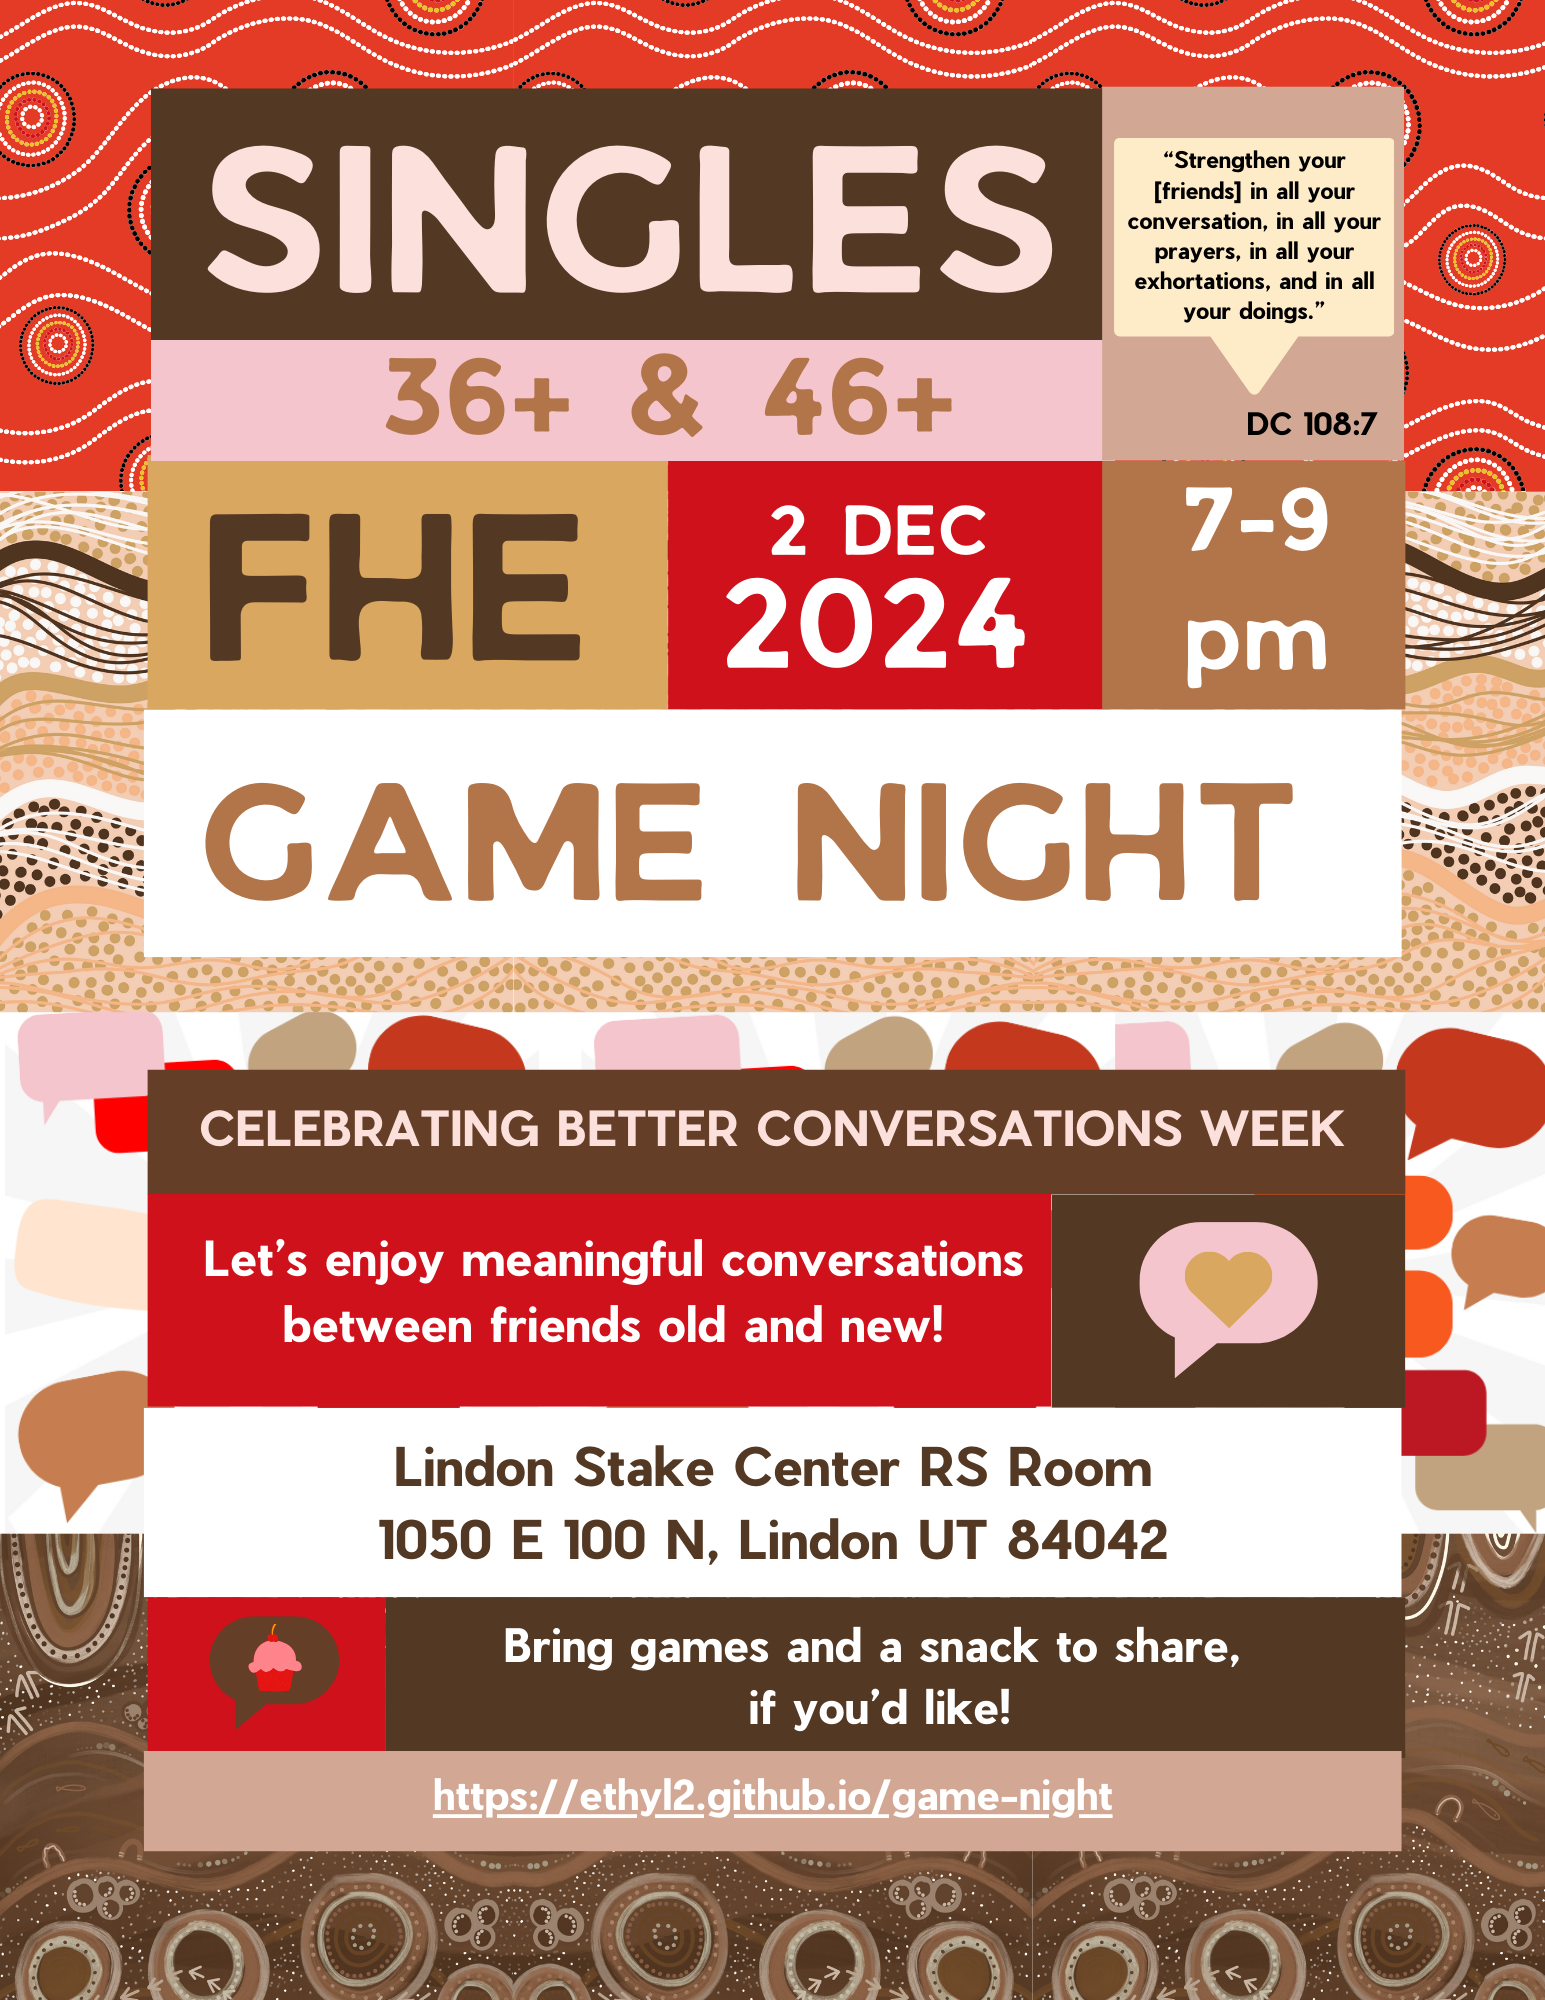 SINGLES
“Strengthen your
[friends] in all your
conversation, in all your
prayers, in all your
exhortations, and in all
your doings.”
DC 108:7
36+ & 46+
FHE
2 DEC
2024
7-9
pm
GAME NIGHT
CELEBRATING BETTER CONVERSATIONS WEEK
Let’s enjoy meaningful conversations
between friends old and new!
Lindon Stake Center RS Room
1050 E 100 N, Lindon UT 84042
Bring games and a snack to share,
if you’d like!
https://ethyl2.github.io/game-night